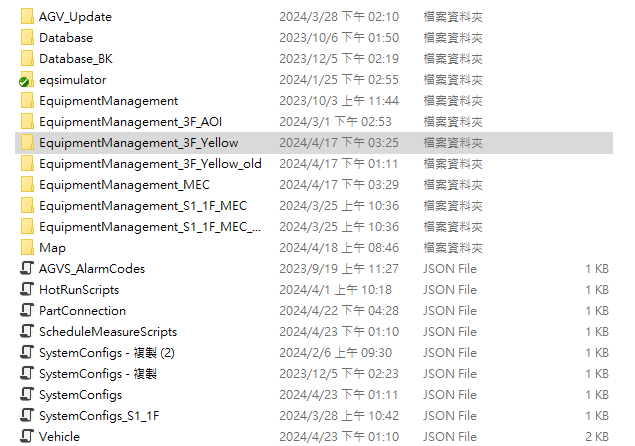 AGV_Update 2024/3/28 下午 02:10 檔案資料夾
Database 2023/10/6 下午 01:50 檔案資料夾
Database_BK 2023/12/5 下午 02:19 檔案資料夾
eqsimulator 2024/1/25 下午 02:55 檔案資料夾
EquipmentManagement 2023/10/3 上午 11:44 檔案資料夾
EquipmentManagement_3F_AOI 2024/3/1 下午 02:53 檔案資料夾
EquipmentManagement_3F_Yellow 2024/4/17 下午 03:25 檔案資料夾
EquipmentManagement_3F_Yellow_old 2024/4/17 下午 01:11 檔案資料夾
EquipmentManagement_MEC 2024/4/17 下午 03:29 檔案資料夾
EquipmentManagement_S1_1F_MEC 2024/3/25 上午 10:36 檔案資料夾
EquipmentManagement_S1_1F_MEC_... 2024/3/25 上午 10:36 檔案資料夾
Map 2024/4/18 上午 08:46 檔案資料夾
AGVS_AlarmCodes 2023/9/19 上午 11:27 JSON File 1 KB
HotRunScripts 2024/4/1 上午 10:18 JSON File 1 KB
PartConnection 2024/4/22 下午 04:28 JSON File 1 KB
ScheduleMeasureScripts 2024/4/23 下午 01:10 JSON File 1 KB
SystemConfigs - 複製 (2) 2024/2/6 上午 09:30 JSON File 1 KB
SystemConfigs - 複製 2023/12/5 下午 02:23 JSON File 1 KB
SystemConfigs 2024/4/23 下午 01:11 JSON File 1 KB
SystemConfigs_S1_1F 2024/3/28 上午 10:42 JSON File 1 KB
Vehicle 2024/4/23 下午 01:10 JSON File 2 KB